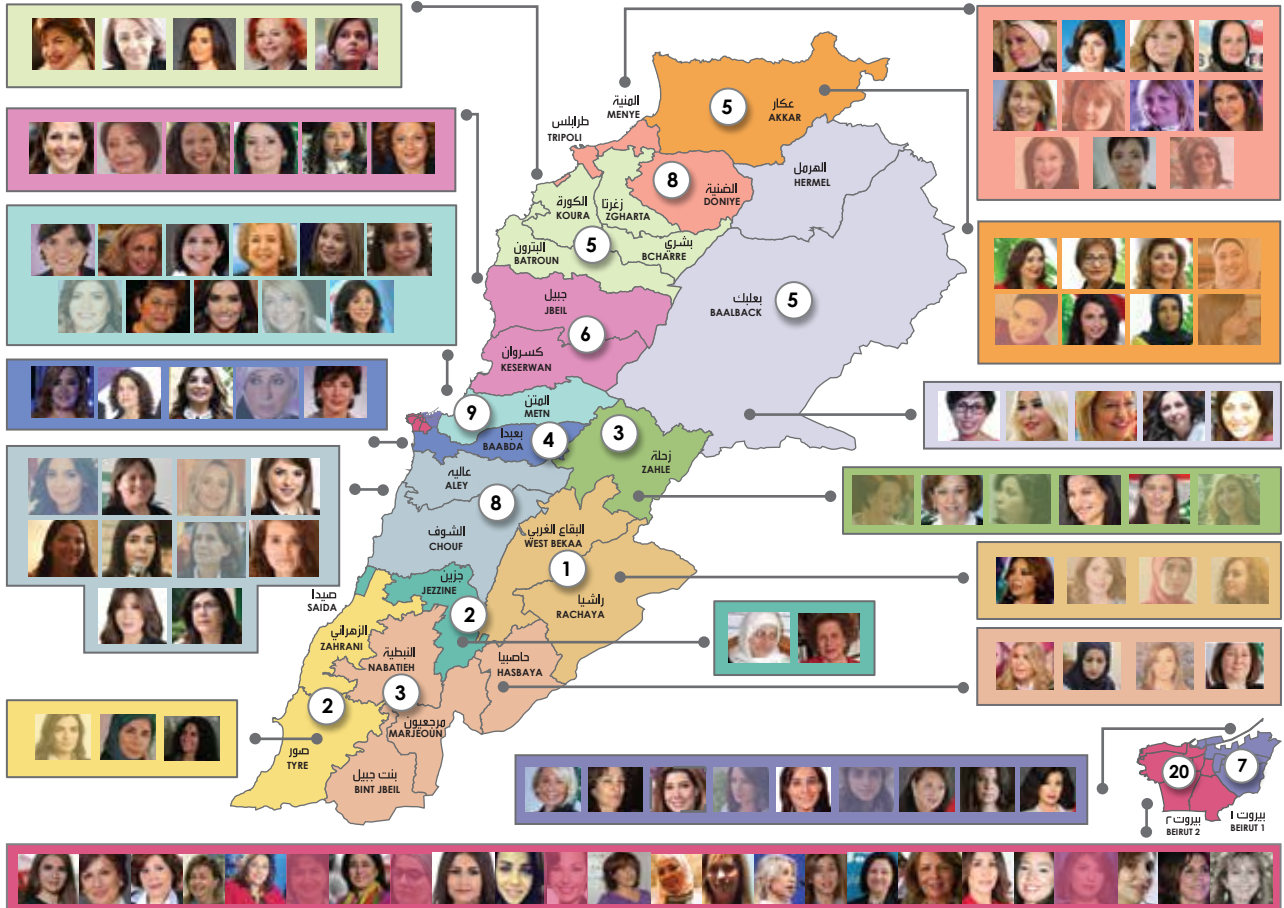 المنية
MENYE
5
عكار
AKKAR
طرابلس
TRIPOLI
الهرمل
HERMEL
8
الضنية
DONIYE
الكورة
KOURA
زغرتا
ZGHARTA
5
بشري
BCHARRE
البترون
BATROUN
جبيل
JBEIL
بعلبك
BAALBACK
5
6
كسروان
KESERWAN
المتن
METN
9
بعبدا
BAABDA
4
3
زحلة
ZAHLE
عاليه
ALEY
8
الشوف
CHOUF
البقاع الغربي
WEST BEKAA
1
راشيا
RACHAYA
جزين
JEZZINE
2
صيدا
SAIDA
الزهراني
ZAHRANI
النبطية
NABATIEH
حاصبيا
HASBAYA
3
2
مرجعيون
MARJEOUN
صور
TYRE
بنت جبيل
BINT JBEIL
20
7
بيروت ٢
BEIRUT 2
بيروت ١
BEIRUT 1